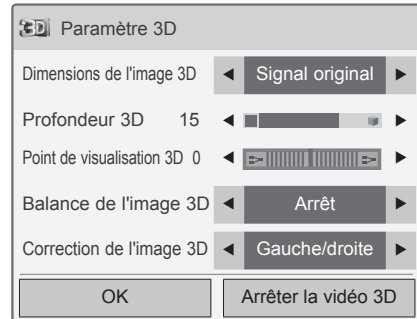 3D Paramètre 3D
Dimensions de l'image 3D Signal original
Profondeur 3D 15
Point de visualisation 3D 0
Balance de l'image 3D Arrêt
Correction de l'image 3D Gauche/droite
OK Arrêter la vidéo 3D